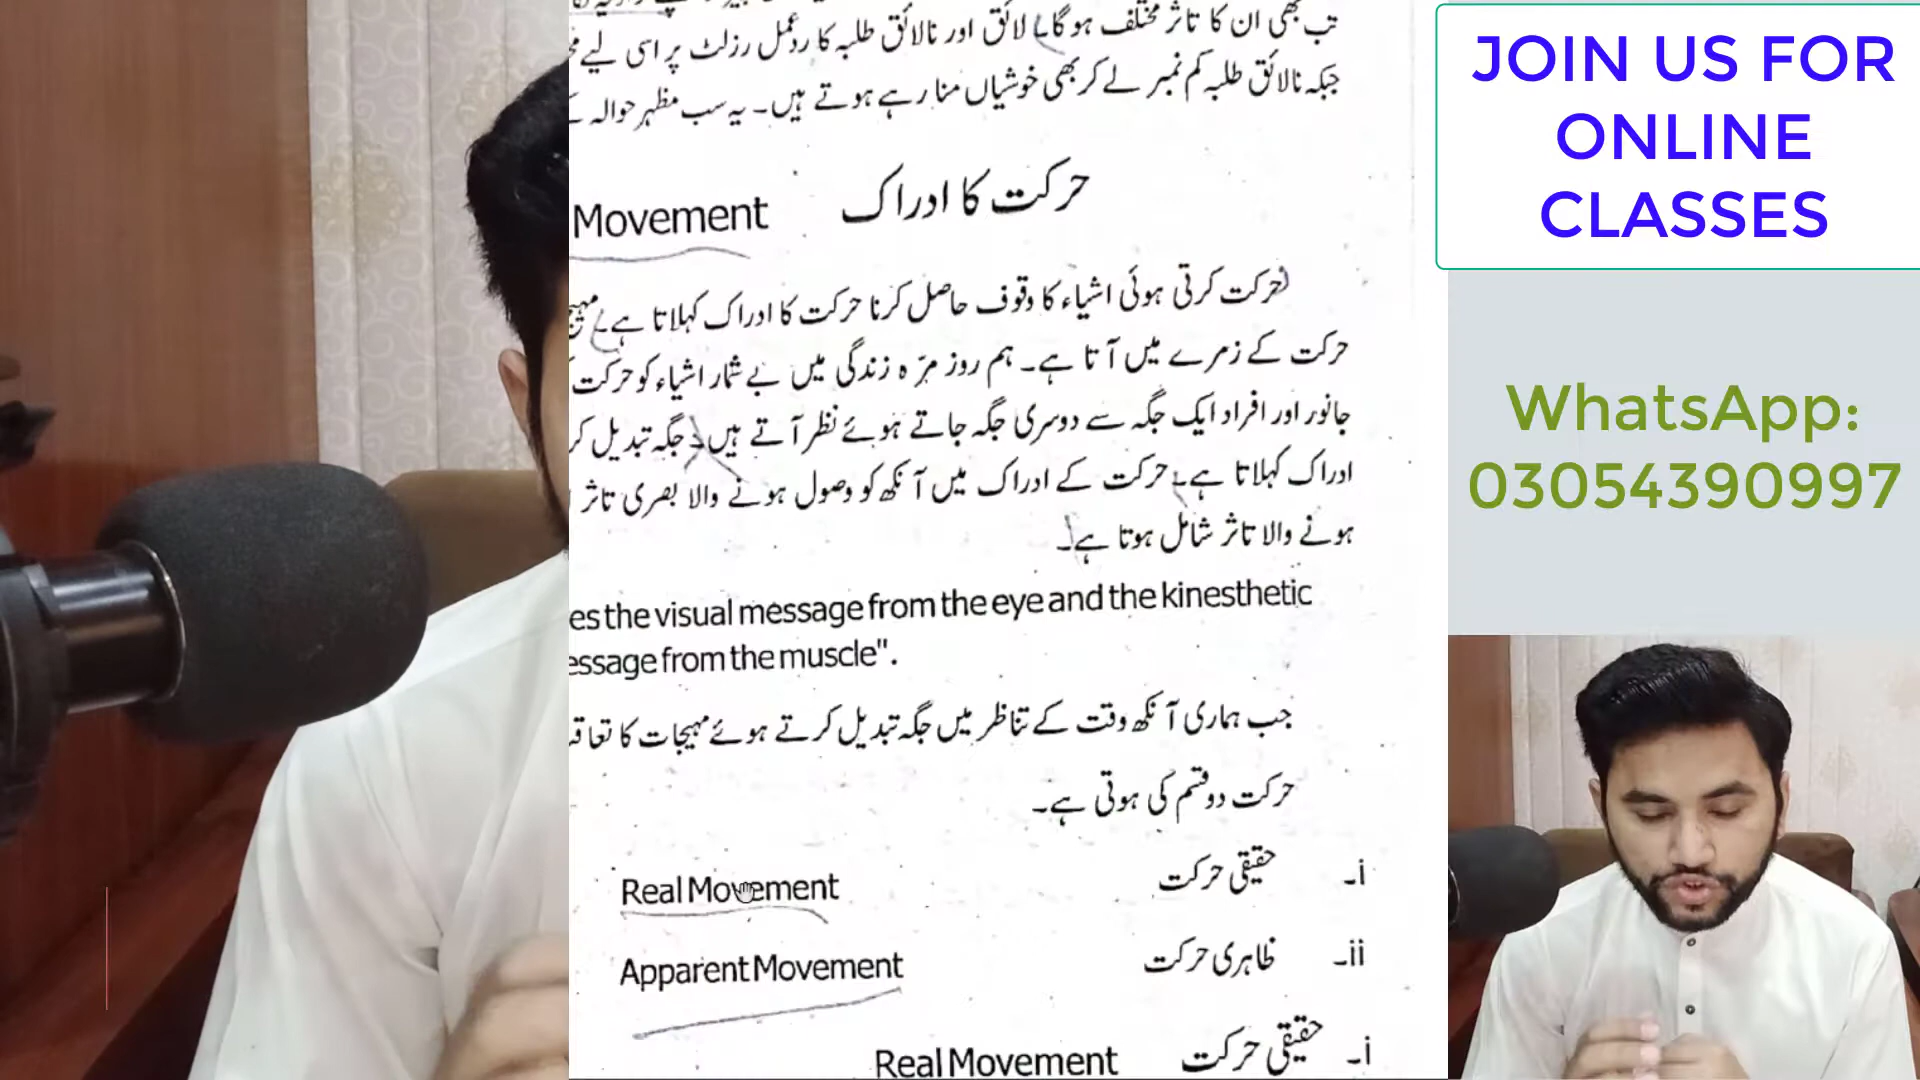 تب بھی ان کا تاثر مختلف ہوگا۔ لائق اور نالائق طلبہ کا ردعمل رزلٹ پر اسی لیے
جبکہ نالائق طلبہ کم نمبر لے کر بھی خوشیاں منا رہے ہوتے ہیں۔ یہ سب مظہر حوالہ
Movement حرکت کا ادراک
حرکت کرتی ہوئی اشیاء کا وقوف حاصل کرنا حرکت کا ادراک کہلاتا ہے۔
حرکت کے زمرے میں آتا ہے۔ ہم روز مرّہ زندگی میں بے شمار اشیاء کو حرکت
جانور اور افراد ایک جگہ سے دوسری جگہ جاتے ہوئے نظر آتے ہیں۔ جگہ تبدیل
ادراک کہلاتا ہے۔ حرکت کے ادراک میں آنکھ کو وصول ہونے والا بصری تاثر
ہونے والا تاثر شامل ہوتا ہے۔
es the visual message from the eye and the kinesthetic
essage from the muscle".
جب ہماری آنکھ وقت کے تناظر میں جگہ تبدیل کرتے ہوئے مہیجات کا
حرکت دو قسم کی ہوتی ہے۔
i۔ حقیقی حرکت Real Movement
ii۔ ظاہری حرکت Apparent Movement
i۔ حقیقی حرکت Real Movement
JOIN US FOR
ONLINE
CLASSES
WhatsApp:
03054390997